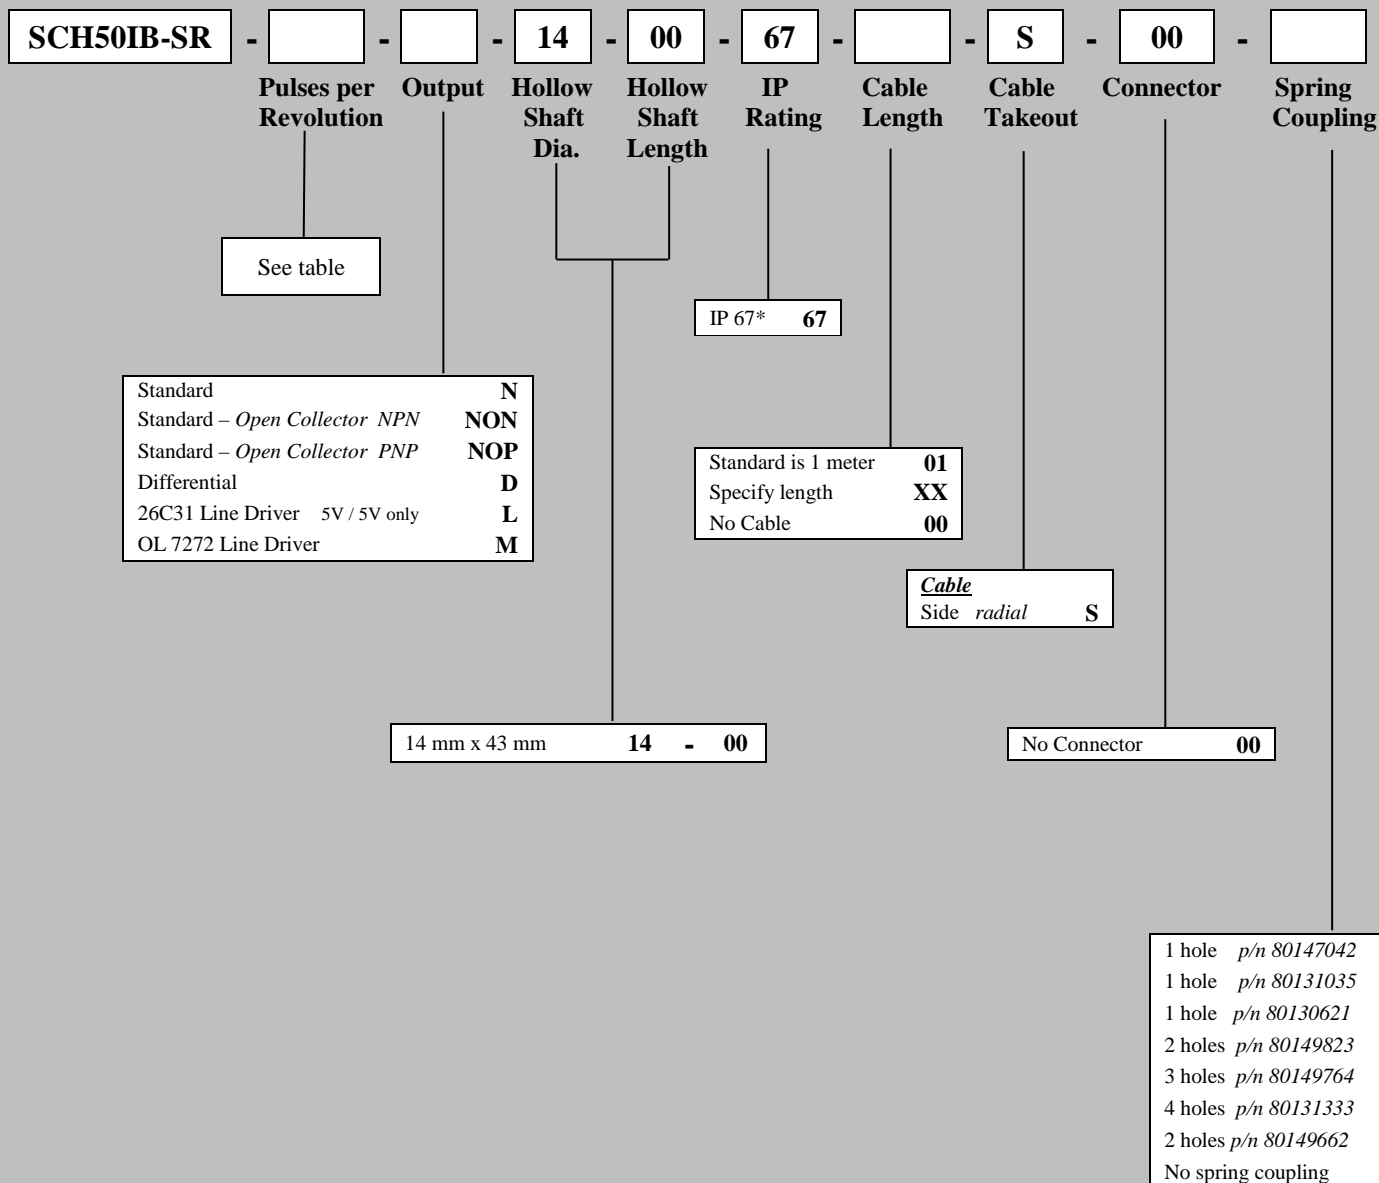 SCH50IB-SR - - - 14 - 00 - 67 - - S - 00 -
Pulses per Revolution
Output
Hollow Shaft Dia.
Hollow Shaft Length
IP Rating
Cable Length
Cable Takeout
Connector
Spring Coupling
See table
IP 67* 67
Standard N
Standard – Open Collector NPN NON
Standard – Open Collector PNP NOP
Differential D
26C31 Line Driver 5V / 5V only L
OL 7272 Line Driver M
Standard is 1 meter 01
Specify length XX
No Cable 00
Cable
Side radial S
14 mm x 43 mm 14 - 00
No Connector 00
1 hole p/n 80147042
1 hole p/n 80131035
1 hole p/n 80130621
2 holes p/n 80149823
3 holes p/n 80149764
4 holes p/n 80131333
2 holes p/n 80149662
No spring coupling